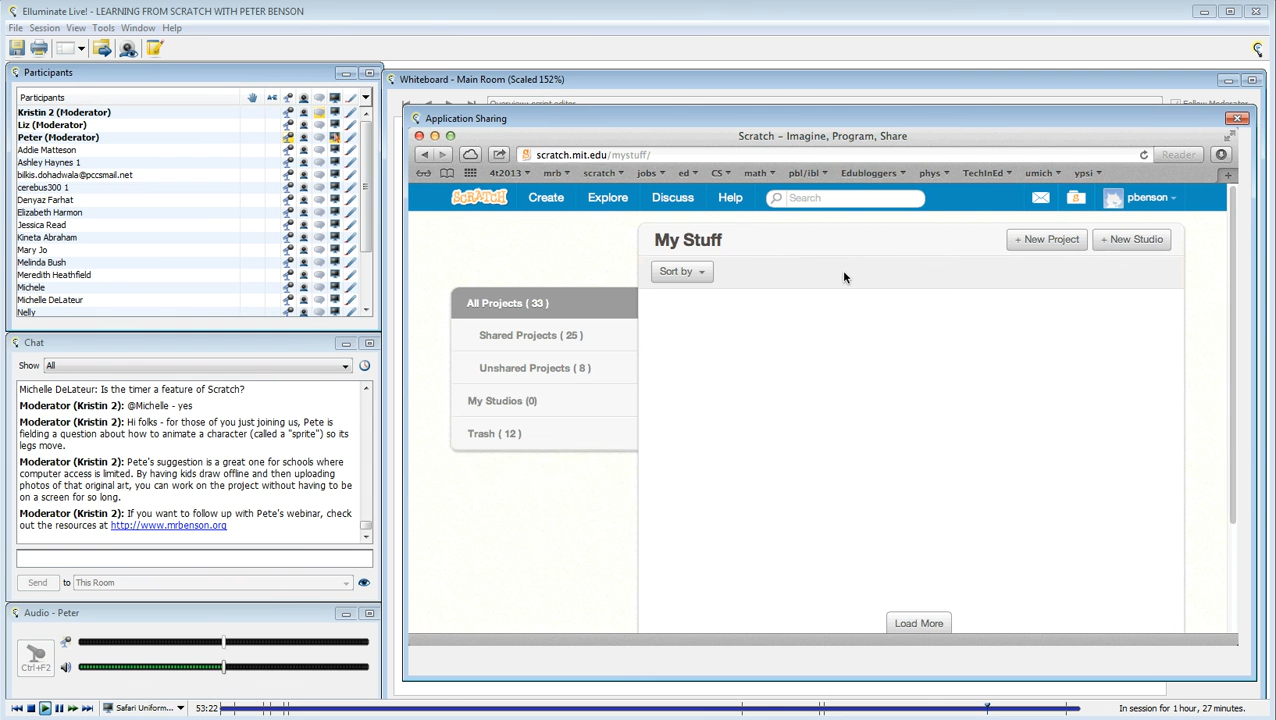 Elluminate Live! - LEARNING FROM SCRATCH WITH PETER BENSON
File Session View Tools Window Help
Participants
Participants
Kristin 2 (Moderator)
Liz (Moderator)
Peter (Moderator)
Addie Matteson
Ashley Haynes 1
bilkis.dohadwala@pccsmail.net
cerebus300 1
Denyaz Farhat
Elizabeth Harmon
Jessica Read
Kineta Abraham
Mary Jo
Melinda Bush
Meredith Heathfield
Michele
Michelle DeLateur
Nelly
Chat
Show All
Michelle DeLateur: Is the timer a feature of Scratch?
Moderator (Kristin 2): @Michelle - yes
Moderator (Kristin 2): Hi folks - for those of you just joining us, Pete is
fielding a question about how to animate a character (called a "sprite") so its
legs move.
Moderator (Kristin 2): Pete's suggestion is a great one for schools where
computer access is limited. By having kids draw offline and then uploading
photos of that original art, you can work on the project without having to be
on a screen for so long.
Moderator (Kristin 2): If you want to follow up with Pete's webinar, check
out the resources at http://www.mrbenson.org
Send to This Room
Audio - Peter
Ctrl+F2
Whiteboard - Main Room (Scaled 152%)
Overview: script editor
Follow Moderator
Application Sharing
Scratch - Imagine, Program, Share
scratch.mit.edu/mystuff/
Reader
4t2013 mrb scratch jobs ed CS math pbl/ibl Edubloggers phys TechInEd umich ypsi
SCRATCH Create Explore Discuss Help Search pbenson
My Stuff + New Project + New Studio
Sort by
All Projects ( 33 )
Shared Projects ( 25 )
Unshared Projects ( 8 )
My Studios (0)
Trash ( 12 )
Load More
Safari Uniform... 53:22 In session for 1 hour, 27 minutes.